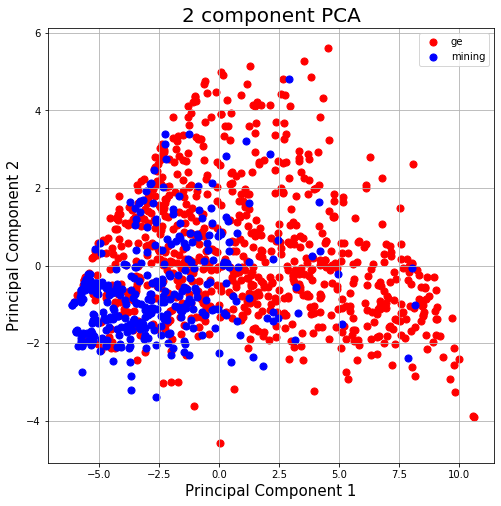 2 component PCA
ge
mining
6
4
2
0
−2
−4
Principal Component 2
−5.0 −2.5 0.0 2.5 5.0 7.5 10.0
Principal Component 1